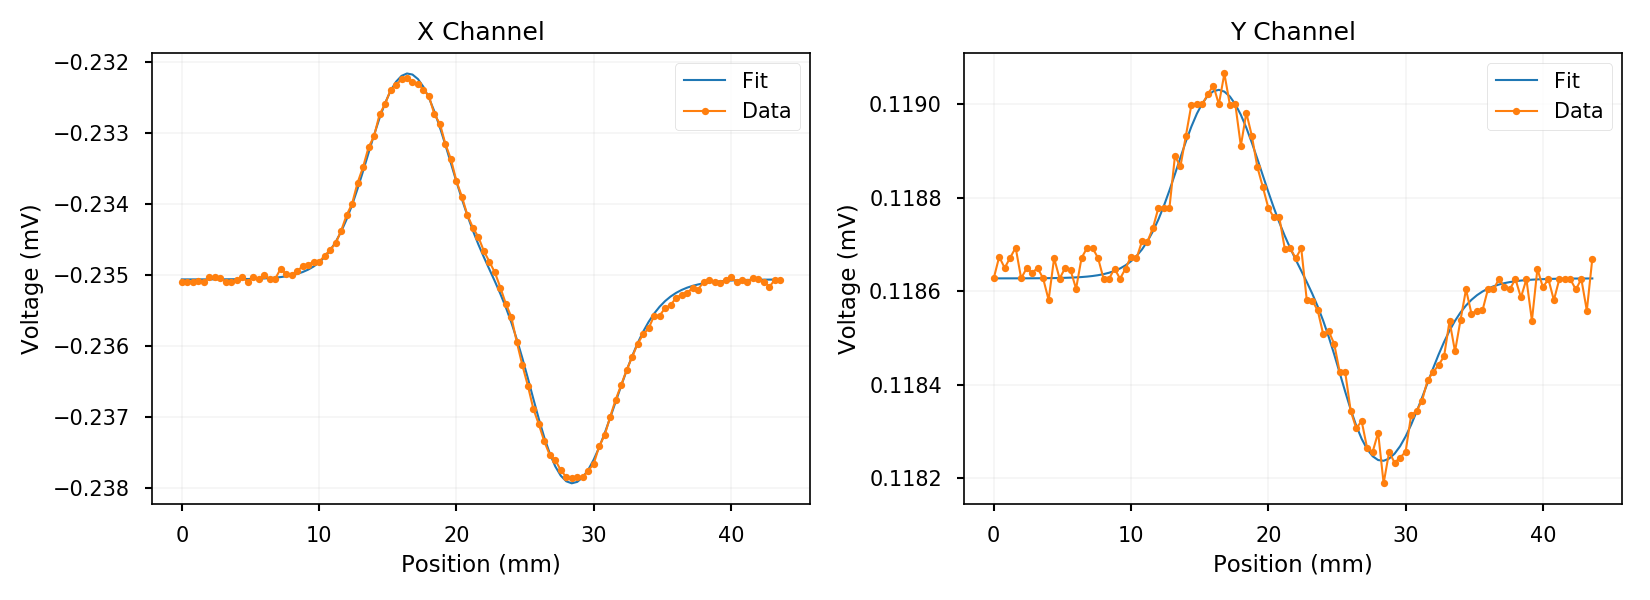 X Channel
Voltage (mV)
−0.232
−0.233
−0.234
−0.235
−0.236
−0.237
−0.238
0 10 20 30 40
Position (mm)
Fit
Data
Y Channel
Voltage (mV)
0.1190
0.1188
0.1186
0.1184
0.1182
0 10 20 30 40
Position (mm)
Fit
Data